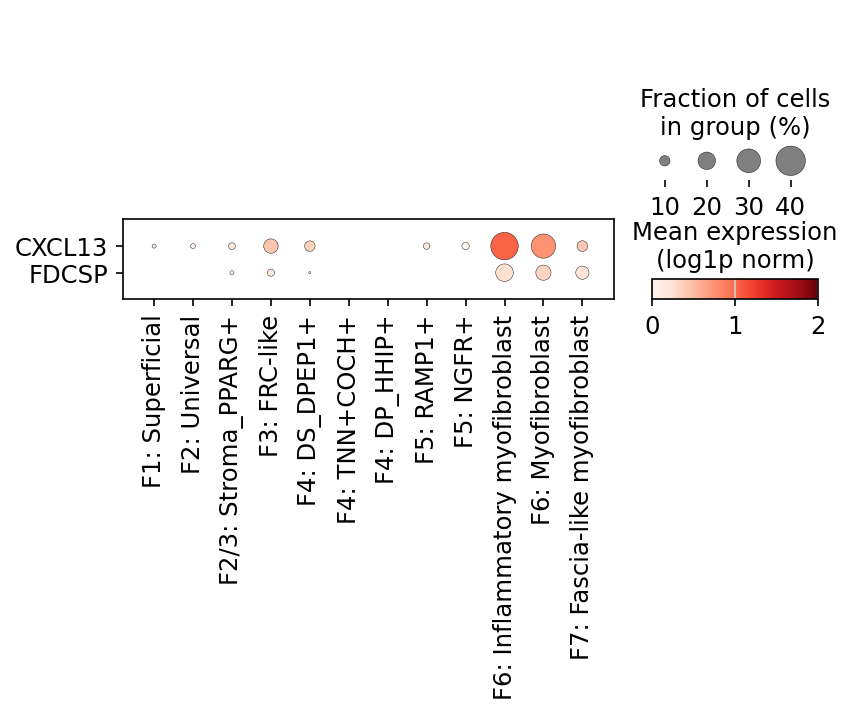 Fraction of cells
in group (%)
10 20 30 40
Mean expression
(log1p norm)
0 1 2
CXCL13
FDCSP
F1: Superficial
F2: Universal
F2/3: Stroma_PPARG+
F3: FRC-like
F4: DS_DPEP1+
F4: TNN+COCH+
F4: DP_HHIP+
F5: RAMP1+
F5: NGFR+
F6: Inflammatory myofibroblast
F6: Myofibroblast
F7: Fascia-like myofibroblast